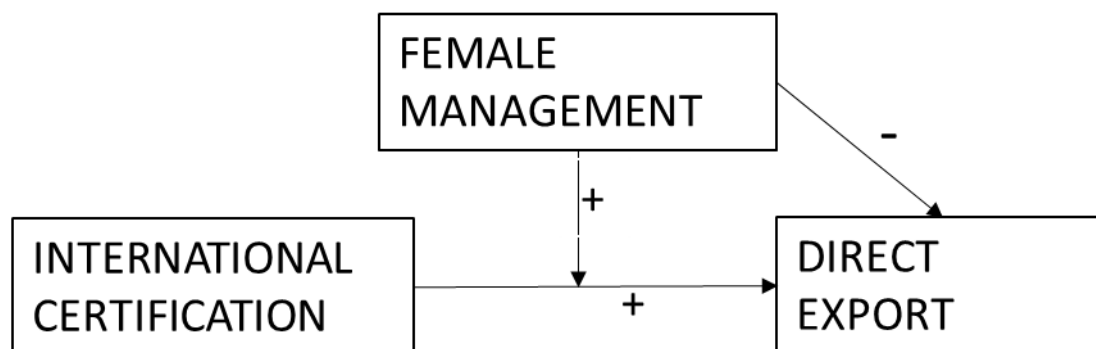 FEMALE
MANAGEMENT
-
+
INTERNATIONAL
CERTIFICATION
+
DIRECT
EXPORT